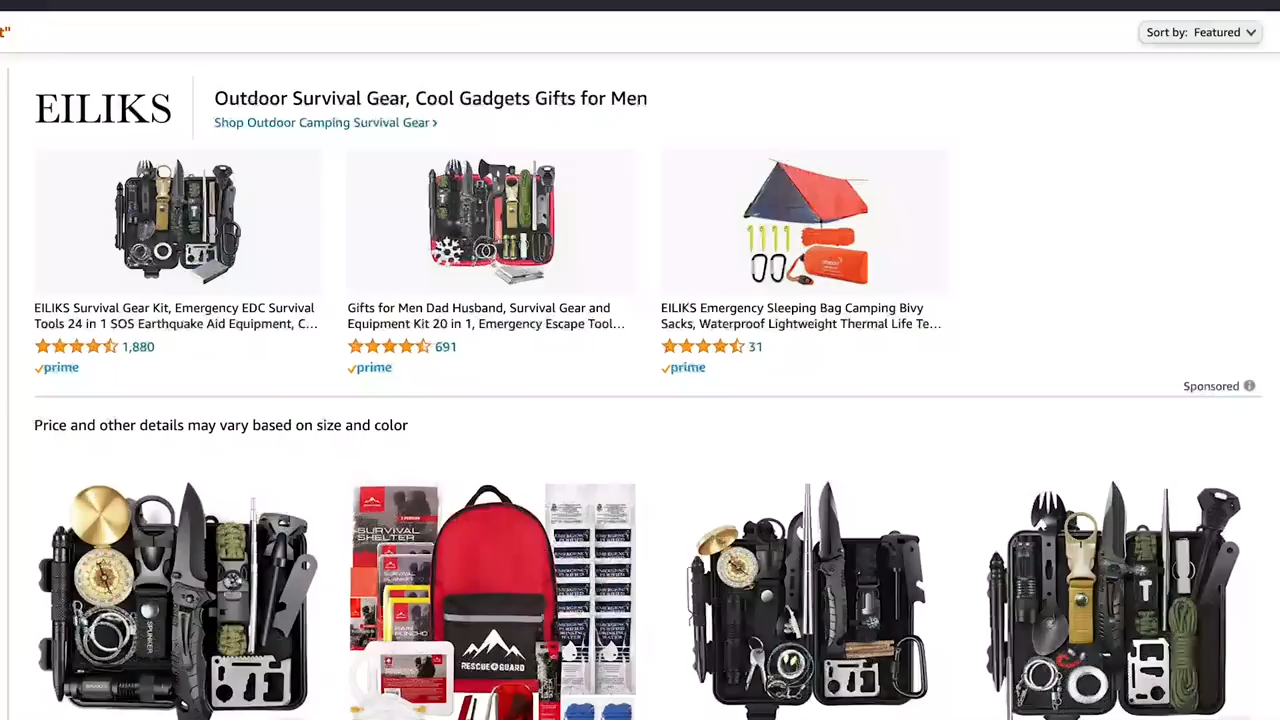 t"
Sort by: Featured
EILIKS
Outdoor Survival Gear, Cool Gadgets Gifts for Men
Shop Outdoor Camping Survival Gear ›
EILIKS Survival Gear Kit, Emergency EDC Survival
Tools 24 in 1 SOS Earthquake Aid Equipment, C...
1,880
prime
Gifts for Men Dad Husband, Survival Gear and
Equipment Kit 20 in 1, Emergency Escape Tool...
691
prime
EILIKS Emergency Sleeping Bag Camping Bivy
Sacks, Waterproof Lightweight Thermal Life Te...
31
prime
Sponsored
Price and other details may vary based on size and color
SURVIVAL
SHELTER
RAIN
PONCHO
RESCUE GUARD